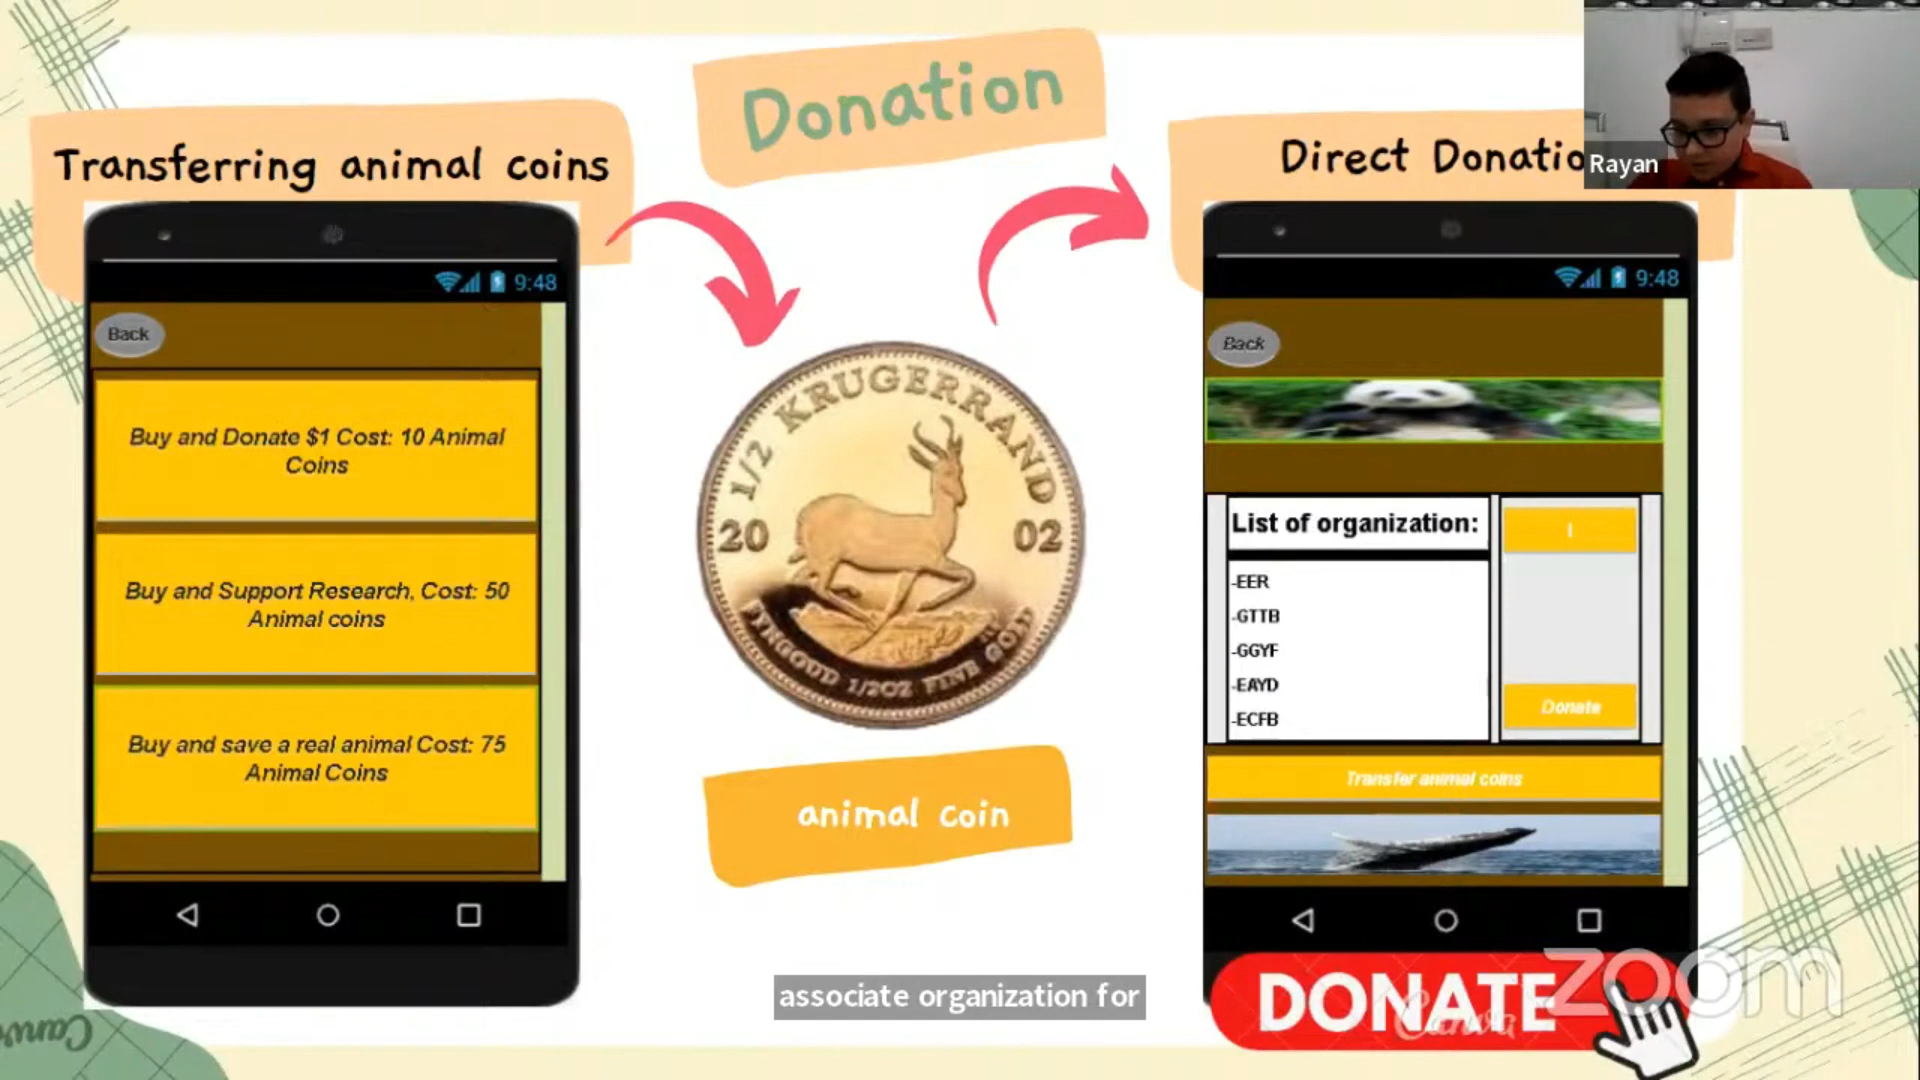 Donation
Transferring animal coins
Direct Donatio
Rayan
9:48
Back
Buy and Donate $1 Cost: 10 Animal
Coins
Buy and Support Research, Cost: 50
Animal coins
Buy and save a real animal Cost: 75
Animal Coins
1/2 KRUGERRAND
20 02
FYNGOUD 1/2OZ FINE GOLD
animal coin
9:48
Back
List of organization:
-EER
-GTTB
-GGYF
-EAYD
-ECFB
Donate
Transfer animal coins
DONATE
associate organization for
zoom
Canva
Canva